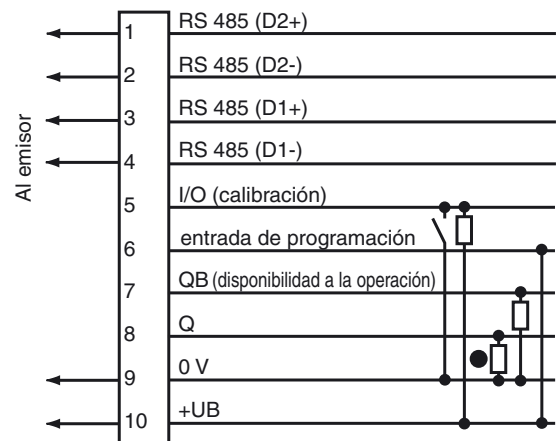 Al emisor
1 RS 485 (D2+)
2 RS 485 (D2-)
3 RS 485 (D1+)
4 RS 485 (D1-)
5 I/O (calibración)
6 entrada de programación
7 QB (disponibilidad a la operación)
8 Q
9 0 V
10 +UB